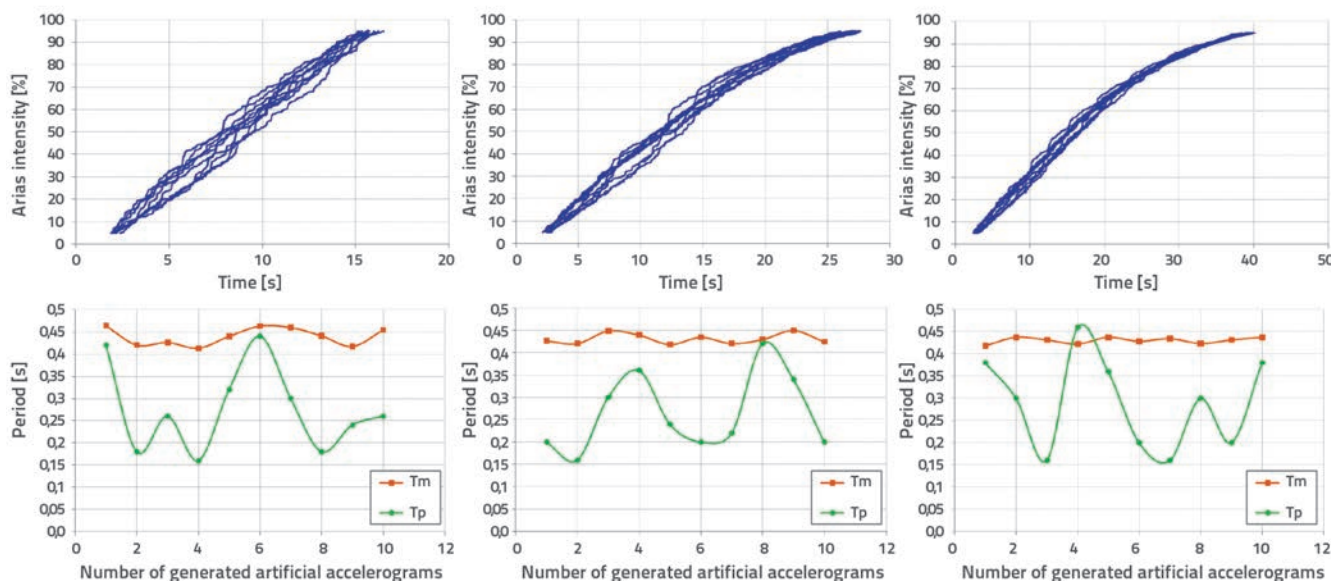 Arias intensity [%]
100
90
80
70
60
50
40
30
20
10
0
0 5 10 15 20
Time [s]
Arias intensity [%]
100
90
80
70
60
50
40
30
20
10
0
0 5 10 15 20 25 30
Time [s]
Arias intensity [%]
100
90
80
70
60
50
40
30
20
10
0
10 20 30 40 50
Time [s]
Period [s]
0,5
0,45
0,4
0,35
0,3
0,25
0,2
0,15
0,1
0,05
0,0
Tm
Tp
0 2 4 6 8 10 12
Number of generated artificial accelerograms
Period [s]
0,5
0,45
0,4
0,35
0,3
0,25
0,2
0,15
0,1
0,05
0,0
Tm
Tp
0 2 4 6 8 10 12
Number of generated artificial accelerograms
Period [s]
0,5
0,45
0,4
0,35
0,3
0,25
0,2
0,15
0,1
0,05
0,0
Tm
Tp
0 2 4 6 8 10 12
Number of generated artificial accelerograms